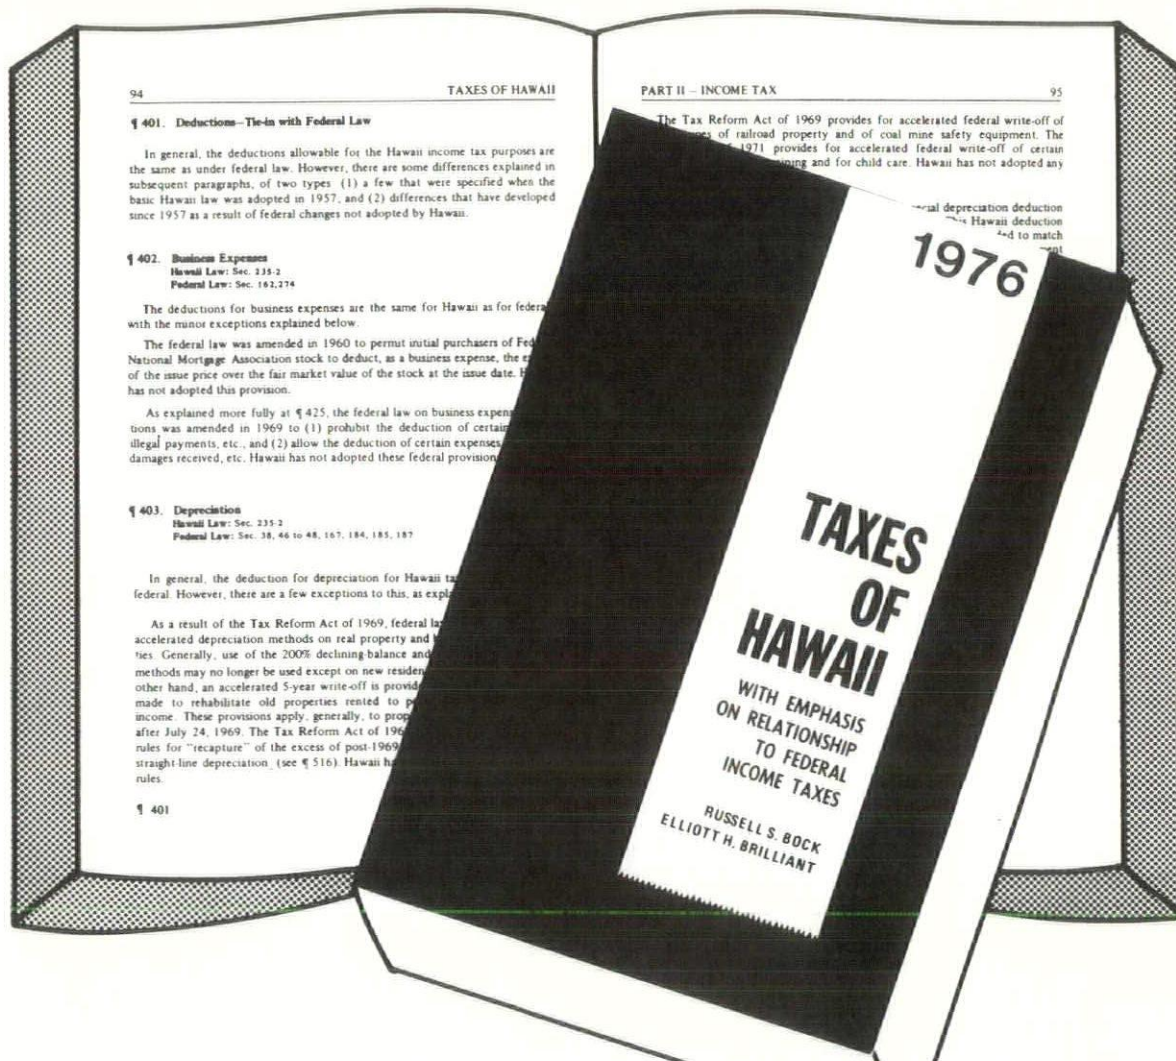 94 TAXES OF HAWAII
¶ 401. Deductions—Tie-in with Federal Law
In general, the deductions allowable for the Hawaii income tax purposes are
the same as under federal law. However, there are some differences explained in
subsequent paragraphs, of two types (1) a few that were specified when the
basic Hawaii law was adopted in 1957, and (2) differences that have developed
since 1957 as a result of federal changes not adopted by Hawaii.
¶ 402. Business Expenses
Hawaii Law: Sec. 235-2
Federal Law: Sec. 162,274
The deductions for business expenses are the same for Hawaii as for federal
with the minor exceptions explained below.
The federal law was amended in 1960 to permit initial purchasers of Fed
National Mortgage Association stock to deduct, as a business expense, the
of the issue price over the fair market value of the stock at the issue date.
has not adopted this provision.
As explained more fully at ¶ 425, the federal law on business expen
tions was amended in 1969 to (1) prohibit the deduction of certain
illegal payments, etc., and (2) allow the deduction of certain expenses
damages received, etc. Hawaii has not adopted these federal provision
¶ 403. Depreciation
Hawaii Law: Sec. 235-2
Federal Law: Sec. 38, 46 to 48, 167, 184, 185, 187
In general, the deduction for depreciation for Hawaii ta
federal. However, there are a few exceptions to this, as expla
As a result of the Tax Reform Act of 1969, federal la
accelerated depreciation methods on real property and
ties. Generally, use of the 200% declining-balance and
methods may no longer be used except on new residen
other hand, an accelerated 5-year write-off is provide
made to rehabilitate old properties rented to
income. These provisions apply, generally, to prop
after July 24, 1969. The Tax Reform Act of 196
rules for "recapture" of the excess of post-1969
straight-line depreciation (see ¶ 516). Hawaii ha
rules.
¶ 401
PART II – INCOME TAX 95
The Tax Reform Act of 1969 provides for accelerated federal write-off of
of railroad property and of coal mine safety equipment. The
1971 provides for accelerated federal write-off of certain
ining and for child care. Hawaii has not adopted any
cial depreciation deduction
Hawaii deduction
to match
1976
TAXES
OF
HAWAII
WITH EMPHASIS
ON RELATIONSHIP
TO FEDERAL
INCOME TAXES
RUSSELL S. BOCK
ELLIOTT H. BRILLIANT